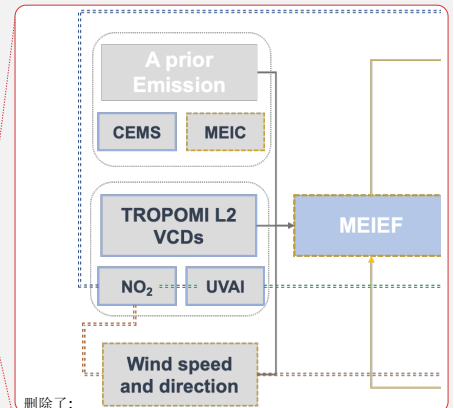 A prior
Emission
CEMS
MEIC
TROPOMI L2
VCDs
MEIEF
NO₂
UVAI
Wind speed
and direction
删除了: